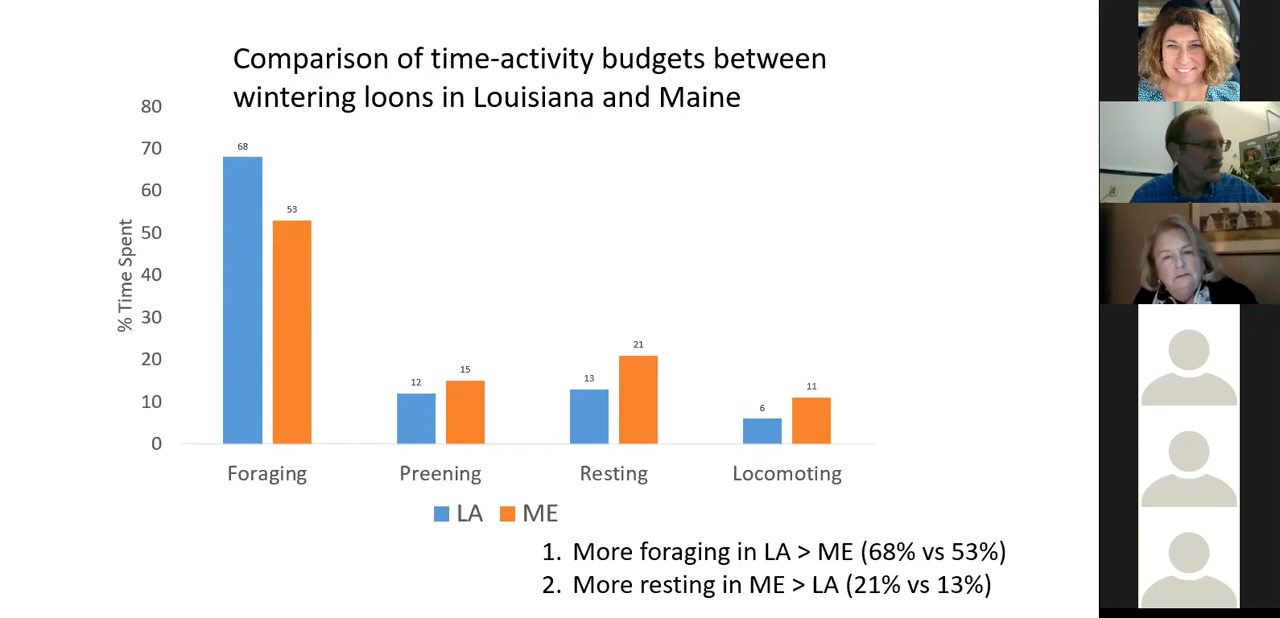 Comparison of time-activity budgets between
wintering loons in Louisiana and Maine
80
70
60
50
40
30
20
10
0
% Time Spent
68
53
12
15
13
21
6
11
Foraging
Preening
Resting
Locomoting
LA
ME
1. More foraging in LA > ME (68% vs 53%)
2. More resting in ME > LA (21% vs 13%)